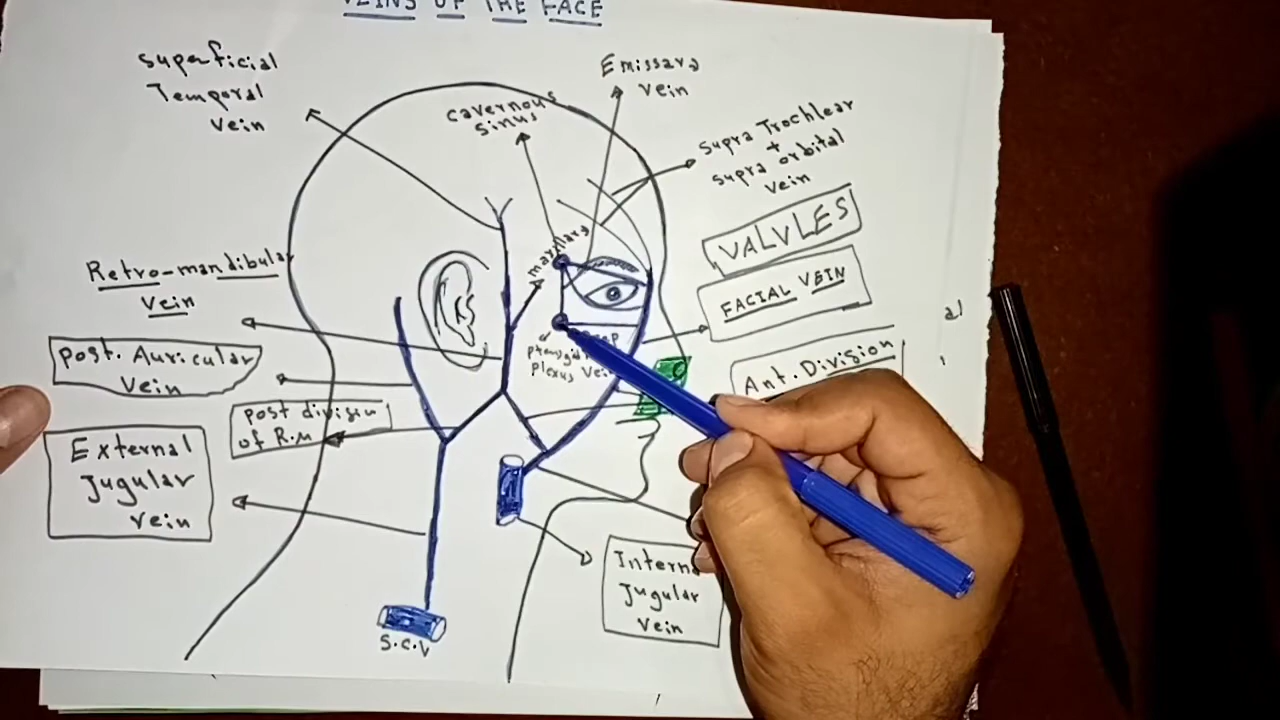 VEINS OF THE FACE
superficial
Temporal
vein
Emissary
vein
cavernous
sinus
supra Trochlear
+
supra orbital
vein
VALVLES
maxillary
Retro-mandibular
vein
FACIAL VEIN
a)
post. Auricular
Vein
Ant. Division
plexus Vein
post division
of R.M
External
Jugular
vein
Jugular
vein
S.C.V